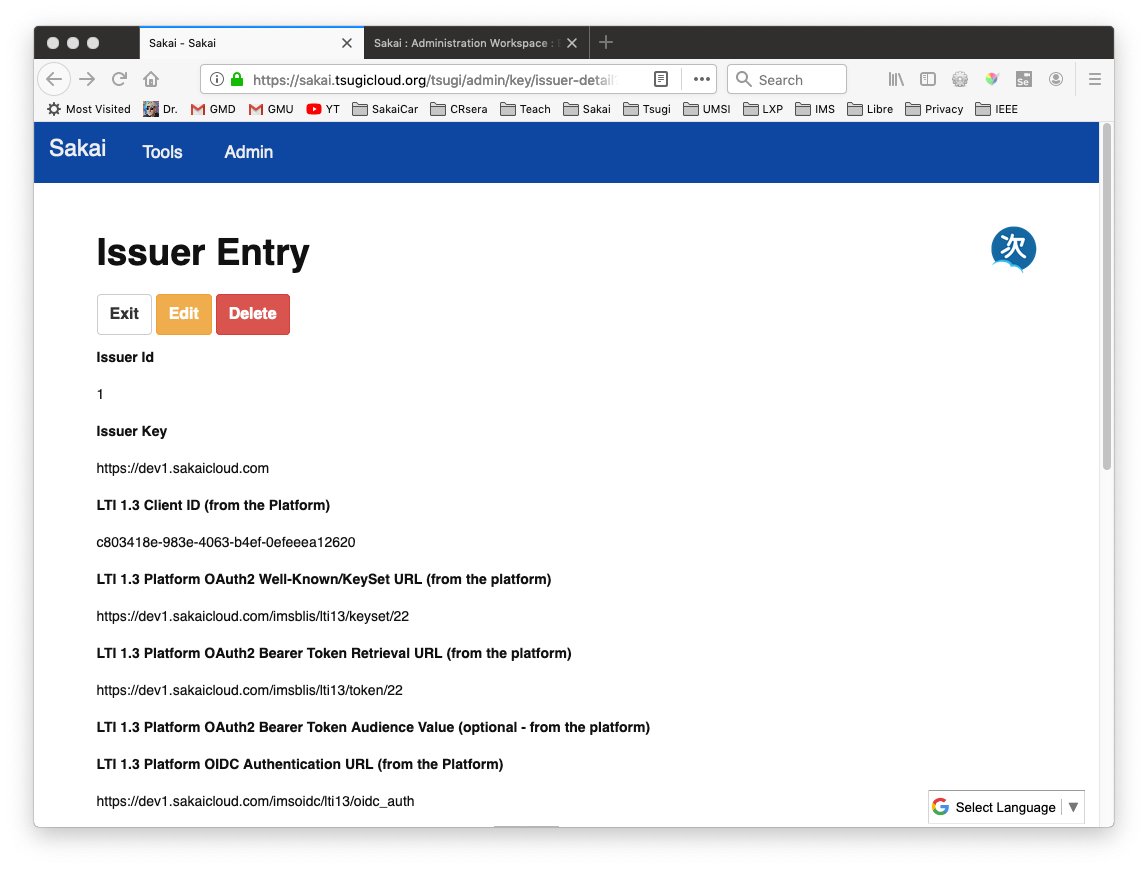 Sakai - Sakai
Sakai : Administration Workspace :
https://sakai.tsugicloud.org/tsugi/admin/key/issuer-detail
Search
Most Visited Dr. GMD GMU YT SakaiCar CRsera Teach Sakai Tsugi UMSI LXP IMS Libre Privacy IEEE
Sakai Tools Admin
Issuer Entry
次
Exit Edit Delete
Issuer Id
1
Issuer Key
https://dev1.sakaicloud.com
LTI 1.3 Client ID (from the Platform)
c803418e-983e-4063-b4ef-0efeeea12620
LTI 1.3 Platform OAuth2 Well-Known/KeySet URL (from the platform)
https://dev1.sakaicloud.com/imsblis/lti13/keyset/22
LTI 1.3 Platform OAuth2 Bearer Token Retrieval URL (from the platform)
https://dev1.sakaicloud.com/imsblis/lti13/token/22
LTI 1.3 Platform OAuth2 Bearer Token Audience Value (optional - from the platform)
LTI 1.3 Platform OIDC Authentication URL (from the Platform)
https://dev1.sakaicloud.com/imsoidc/lti13/oidc_auth
Select Language